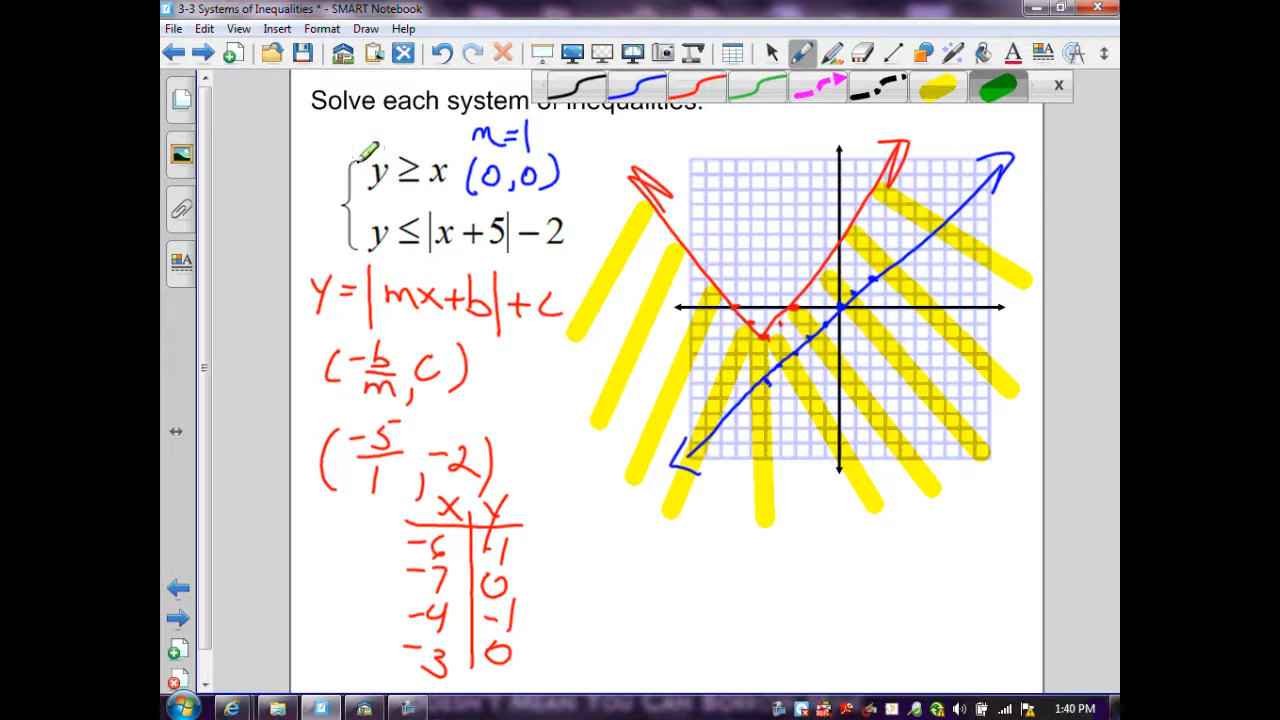 3-3 Systems of Inequalities * - SMART Notebook
File Edit View Insert Format Draw Help
Solve each system of inequalities.
m=1
y ≥ x (0,0)
y ≤ |x + 5| − 2
y = |mx+b| + c
(-b/m, c)
(-5/1, -2)
x y
-6 -1
-7 0
-4 -1
-3 0
1:40 PM